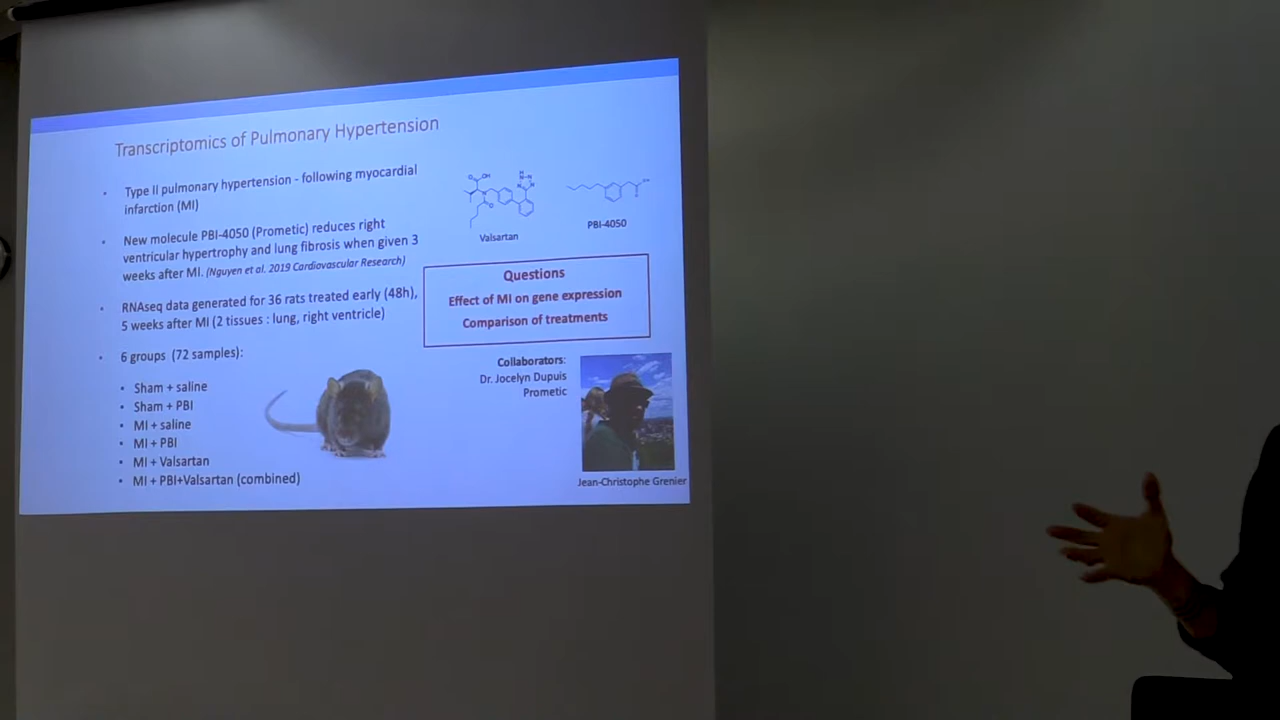 Transcriptomics of Pulmonary Hypertension
• Type II pulmonary hypertension - following myocardial
infarction (MI)
• New molecule PBI-4050 (Prometic) reduces right
ventricular hypertrophy and lung fibrosis when given 3
weeks after MI. (Nguyen et al. 2019 Cardiovascular Research)
• RNAseq data generated for 36 rats treated early (48h),
5 weeks after MI (2 tissues : lung, right ventricle)
• 6 groups (72 samples):
• Sham + saline
• Sham + PBI
• MI + saline
• MI + PBI
• MI + Valsartan
• MI + PBI+Valsartan (combined)
Valsartan
PBI-4050
Questions
Effect of MI on gene expression
Comparison of treatments
Collaborators:
Dr. Jocelyn Dupuis
Prometic
Jean-Christophe Grenier